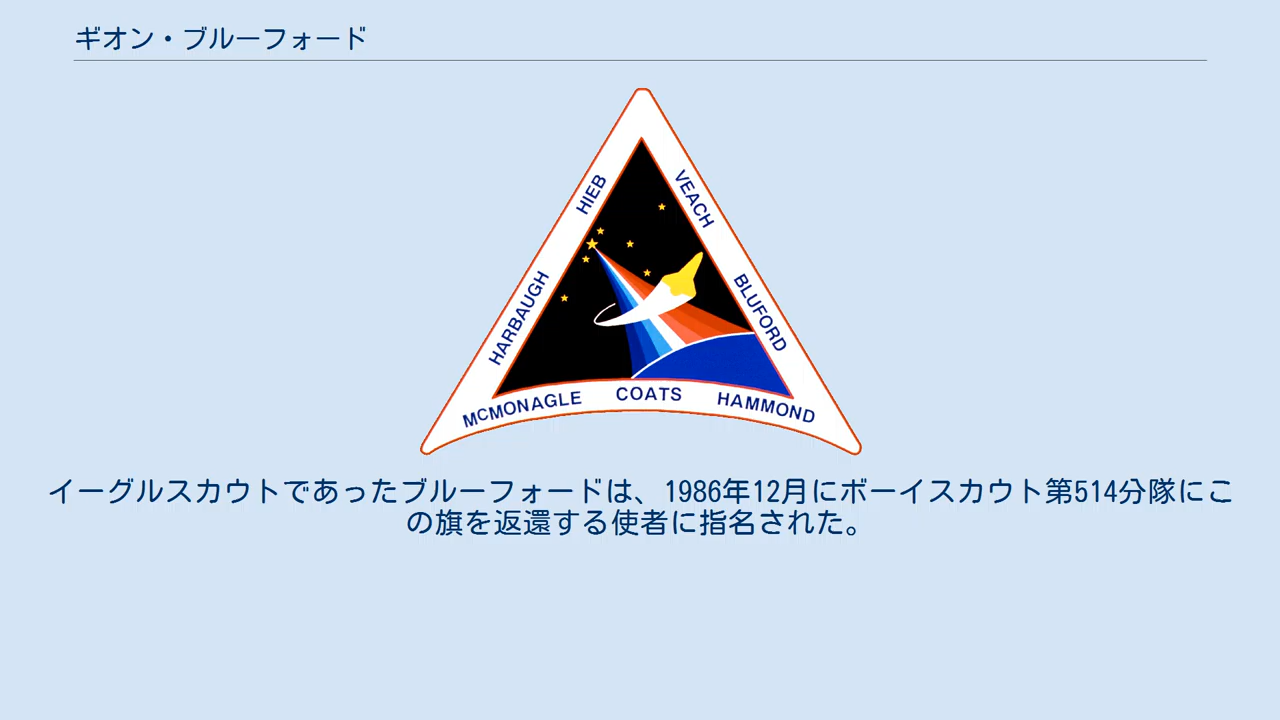 ギオン・ブルーフォード
HIEB
VEACH
HARBAUGH
BLUFORD
MCMONAGLE
COATS
HAMMOND
イーグルスカウトであったブルーフォードは、1986年12月にボーイスカウト第514分隊にこ
の旗を返還する使者に指名された。